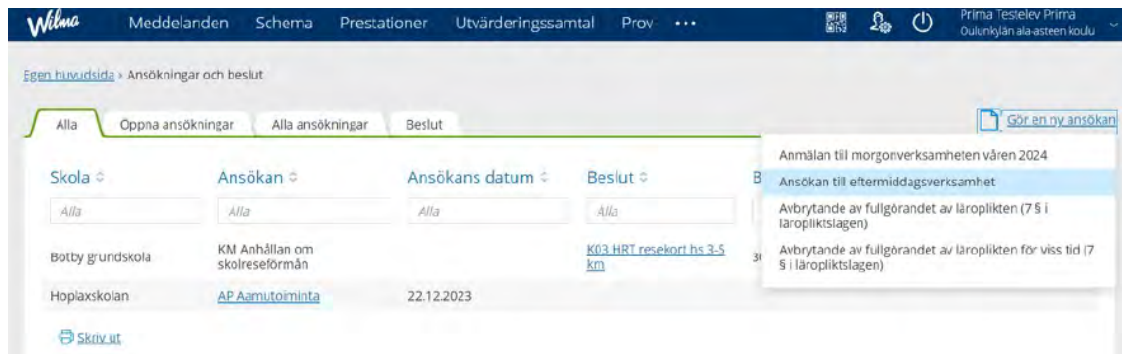 Wilma Meddelanden Schema Prestationer Utvärderingssamtal Prov ••• Prima Testelev Prima
Oulunkylän ala-asteen koulu
Egen huvudsida › Ansökningar och beslut
Alla Öppna ansökningar Alla ansökningar Beslut Gör en ny ansökan
Anmälan till morgonverksamheten våren 2024
Ansökan till eftermiddagsverksamhet
Avbrytande av fullgörandet av läroplikten (7 § i
läropliktslagen)
Avbrytande av fullgörandet av läroplikten för viss tid (7
§ i läropliktslagen)
Skola Ansökan Ansökans datum Beslut B
Alla Alla Alla Alla
Botby grundskola KM Anhållan om
skolreseförmån K03 HRT resekort hs 3-5
km
Hoplaxskolan AP Aamutoiminta 22.12.2023
Skriv ut